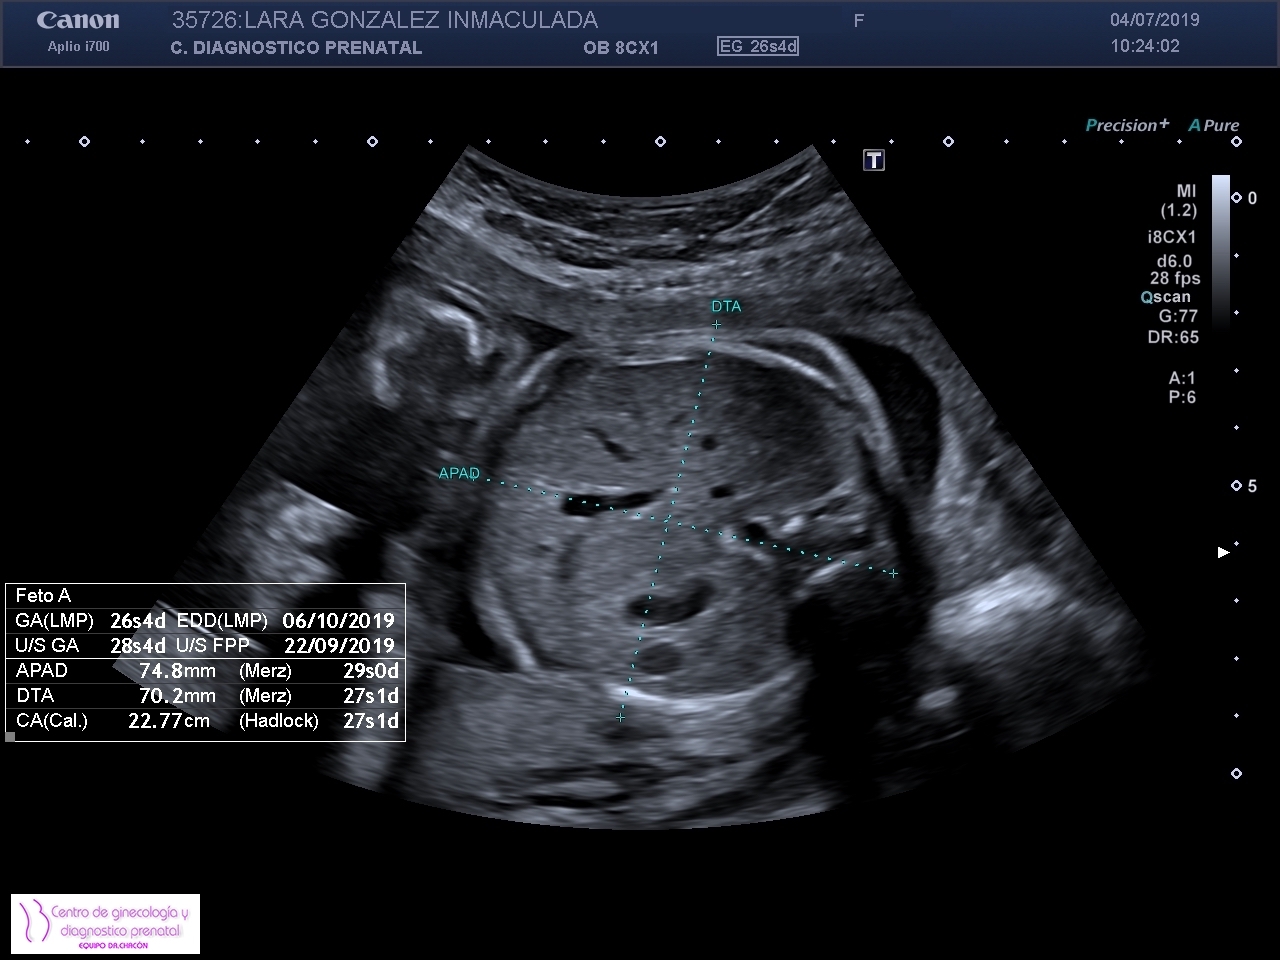 Canon 35726:LARA GONZALEZ INMACULADA F 04/07/2019
Aplio i700 C. DIAGNOSTICO PRENATAL OB 8CX1 EG 26s4d 10:24:02
Precision+ A Pure
T
MI
(1.2)
i8CX1
d6.0
28 fps
Qscan
G:77
DR:65
A:1
P:6
0
5
DTA
APAD
Feto A
GA(LMP) 26s4d EDD(LMP) 06/10/2019
U/S GA 28s4d U/S FPP 22/09/2019
APAD 74.8mm (Merz) 29s0d
DTA 70.2mm (Merz) 27s1d
CA(Cal.) 22.77cm (Hadlock) 27s1d
Centro de ginecología y
diagnostico prenatal
EQUIPO DR.CHACÓN